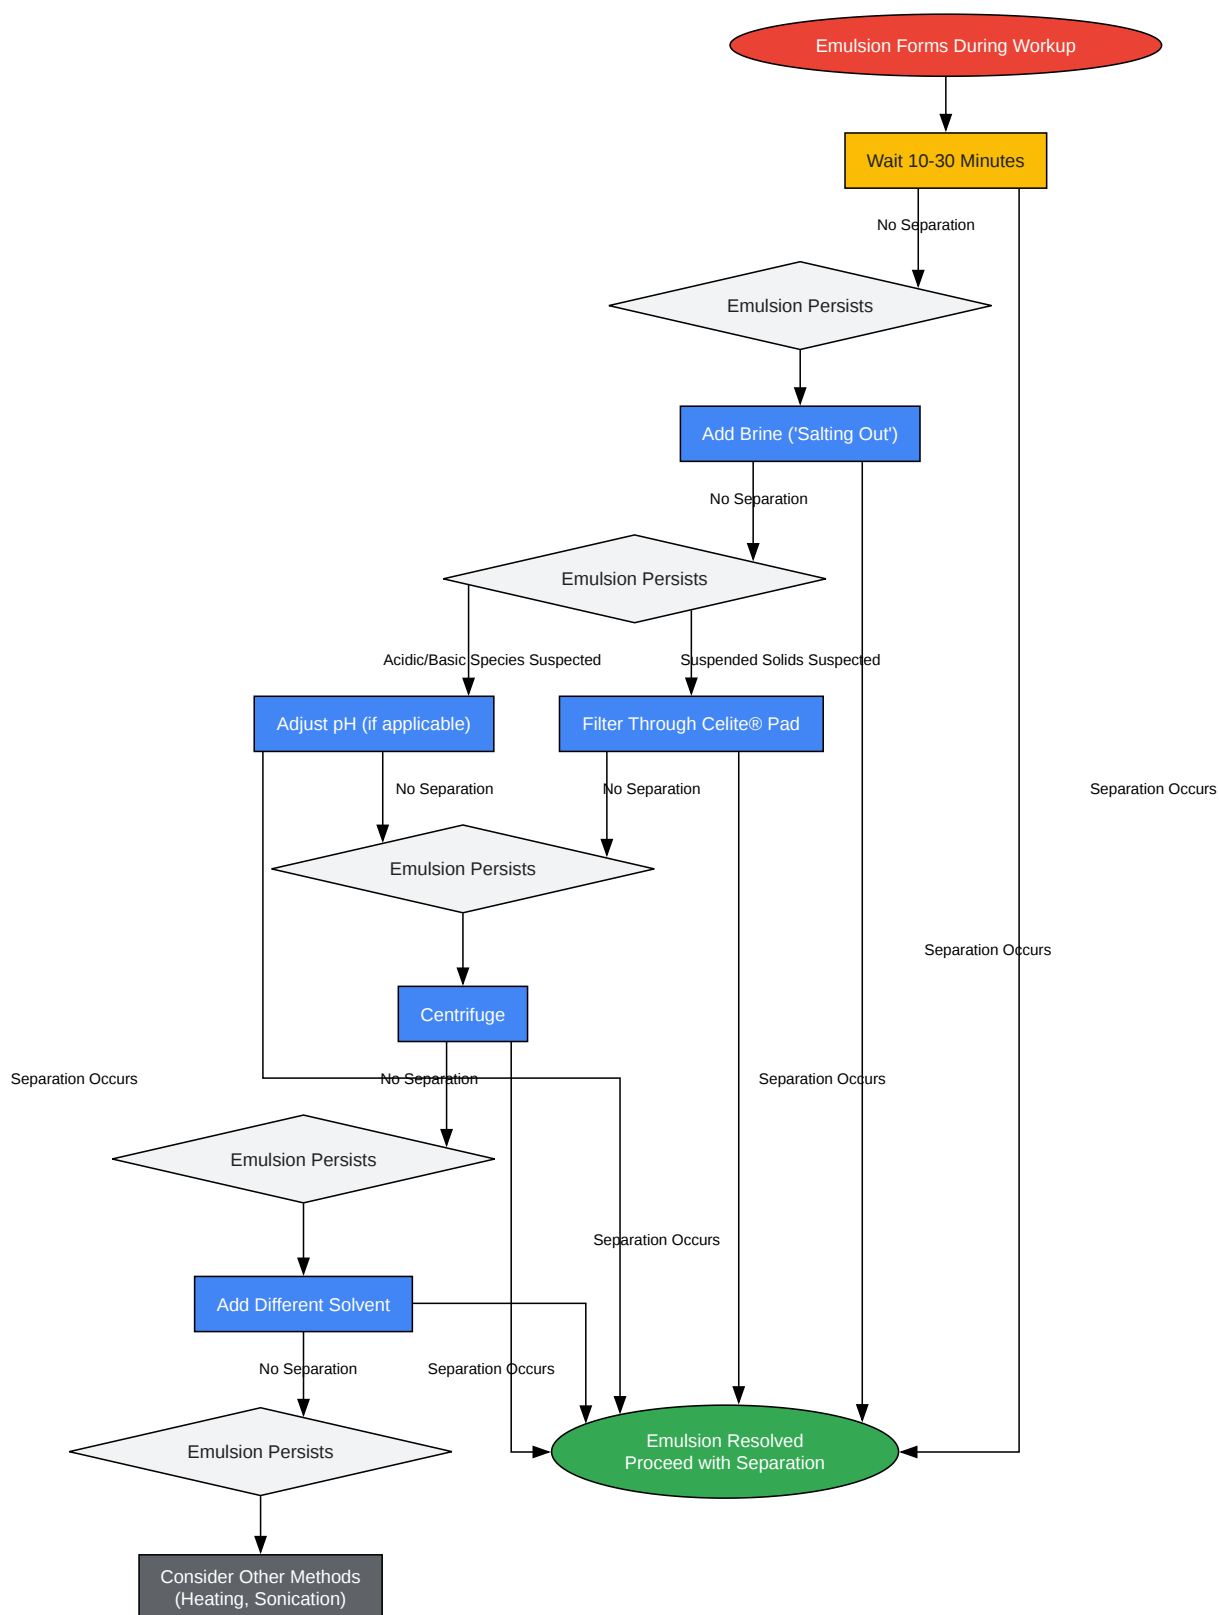 Emulsion Forms During Workup
Wait 10-30 Minutes
No Separation
Emulsion Persists
Add Brine ('Salting Out')
No Separation
Emulsion Persists
Acidic/Basic Species Suspected
Suspended Solids Suspected
Adjust pH (if applicable)
Filter Through Celite® Pad
No Separation
No Separation
Separation Occurs
Emulsion Persists
Separation Occurs
Centrifuge
Separation Occurs
No Separation
Separation Occurs
Emulsion Persists
Separation Occurs
Add Different Solvent
No Separation
Separation Occurs
Emulsion Persists
Emulsion Resolved
Proceed with Separation
Consider Other Methods
(Heating, Sonication)